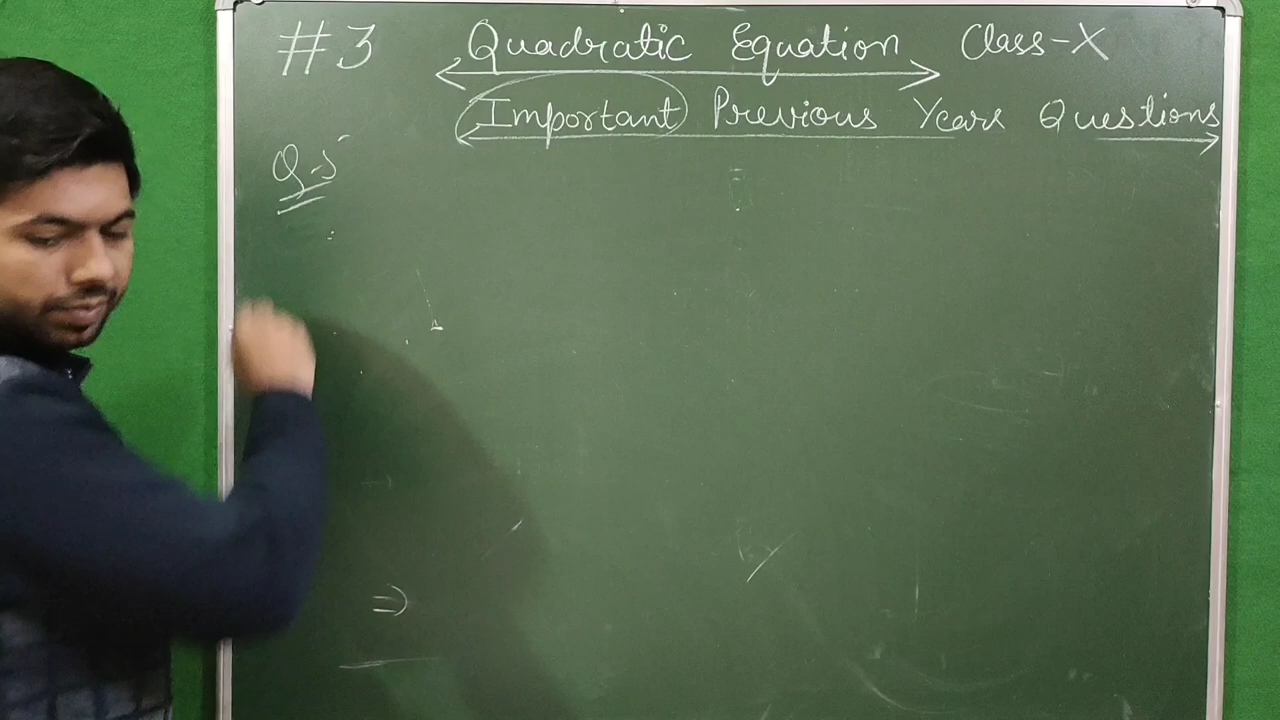 #3 Quadratic Equation Class-X
Important Previous Years Questions
Q.5
⇒